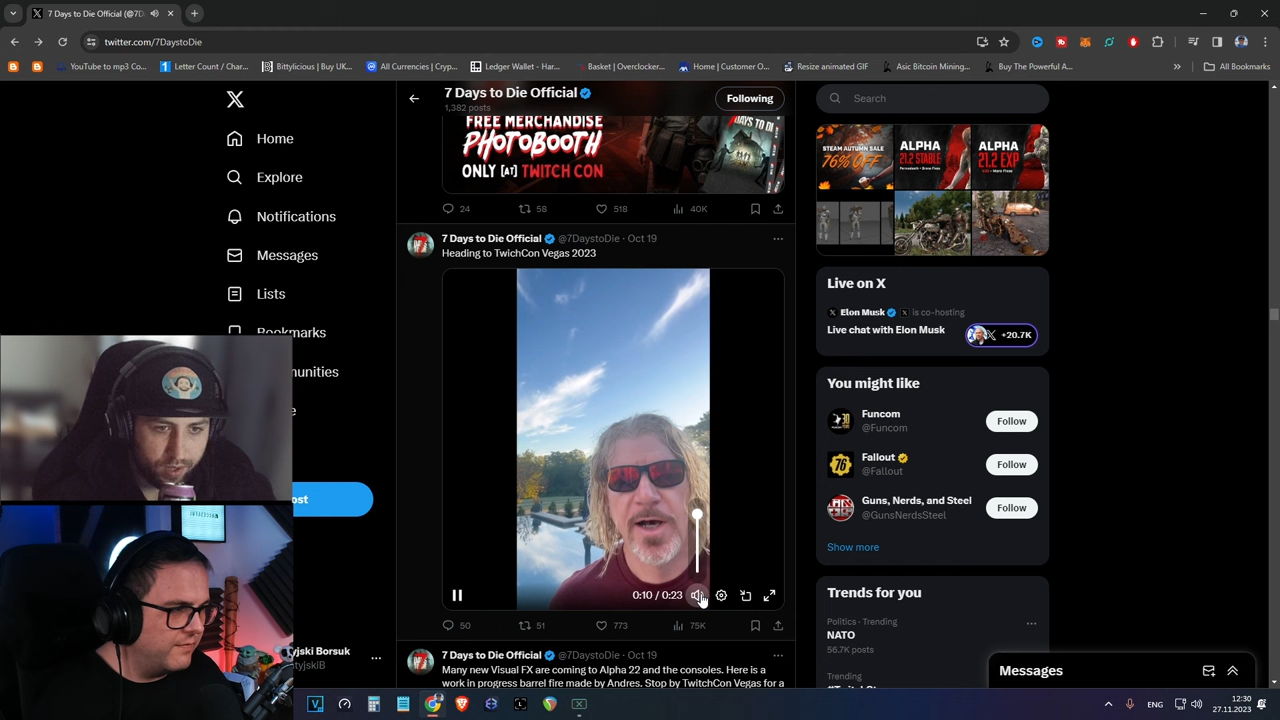 7 Days to Die Official (@7D
twitter.com/7DaystoDie
YouTube to mp3 Co...
Letter Count / Char...
Bittylicious | Buy UK...
All Currencies | Cryp...
Ledger Wallet - Har...
Basket | Overclocker...
Home | Customer O...
Resize animated GIF
Asic Bitcoin Mining...
Buy The Powerful A...
All Bookmarks
Home
Explore
Notifications
Messages
Lists
Bookmarks
munities
e
ost
yjski Borsuk
tyjskiB
7 Days to Die Official
1,382 posts
Following
FREE MERCHANDISE
PHOTOBOOTH
ONLY [AT] TWITCH CON
DAYS TO DI
24
58
518
40K
7 Days to Die Official @7DaystoDie · Oct 19
Heading to TwichCon Vegas 2023
0:10 / 0:23
50
51
773
75K
7 Days to Die Official @7DaystoDie · Oct 19
Many new Visual FX are coming to Alpha 22 and the consoles. Here is a
work in progress barrel fire made by Andres. Stop by TwitchCon Vegas for a
Search
STEAM AUTUMN SALE
76% OFF
ALPHA
21.2 STABLE
ALPHA
21.2 EXP
Live on X
Elon Musk is co-hosting
Live chat with Elon Musk
+20.7K
You might like
Funcom
@Funcom
Follow
Fallout
@Fallout
Follow
Guns, Nerds, and Steel
@GunsNerdsSteel
Follow
Show more
Trends for you
Politics · Trending
NATO
56.7K posts
Trending
Messages
ENG
12:30
27.11.2023